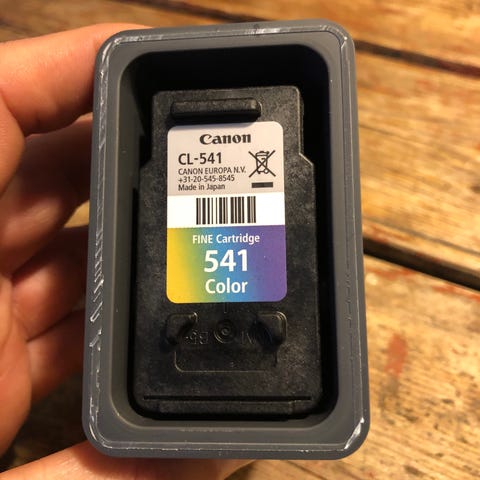 Canon
CL-541
CANON EUROPA N.V.
+31-20-545-8545
Made in Japan
FINE Cartridge
541
Color